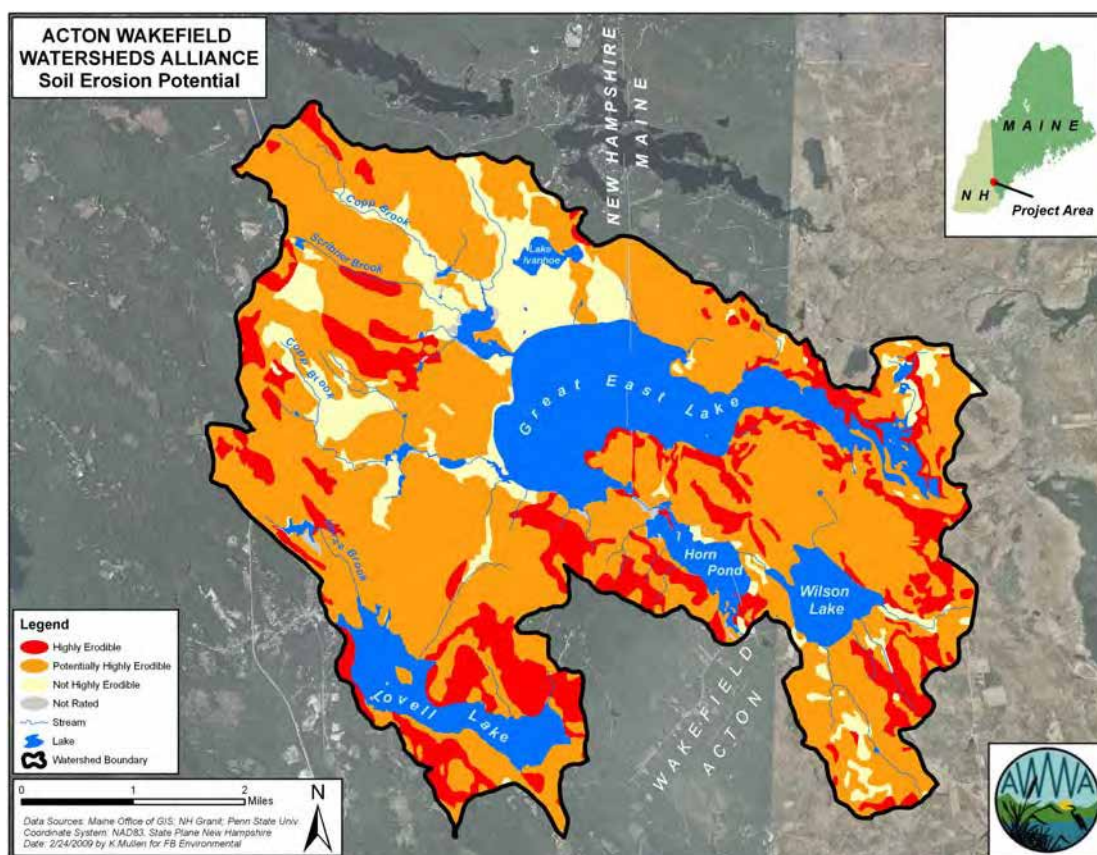 ACTON WAKEFIELD
WATERSHEDS ALLIANCE
Soil Erosion Potential
NEW HAMPSHIRE
MAINE
MAINE
NH
Project Area
Copp Brook
Scribner Brook
Lake
Ivanhoe
Copp Brook
Great East Lake
Brook
Horn
Pond
Wilson
Lake
Lovell Lake
WAKEFIELD
ACTON
Legend
Highly Erodible
Potentially Highly Erodible
Not Highly Erodible
Not Rated
Stream
Lake
Watershed Boundary
0 1 2
Miles
N
Data Sources: Maine Office of GIS; NH Granit; Penn State Univ.
Coordinate System: NAD83, State Plane New Hampshire
Date: 2/24/2009 by K.Mullen for FB Environmental
AWWA